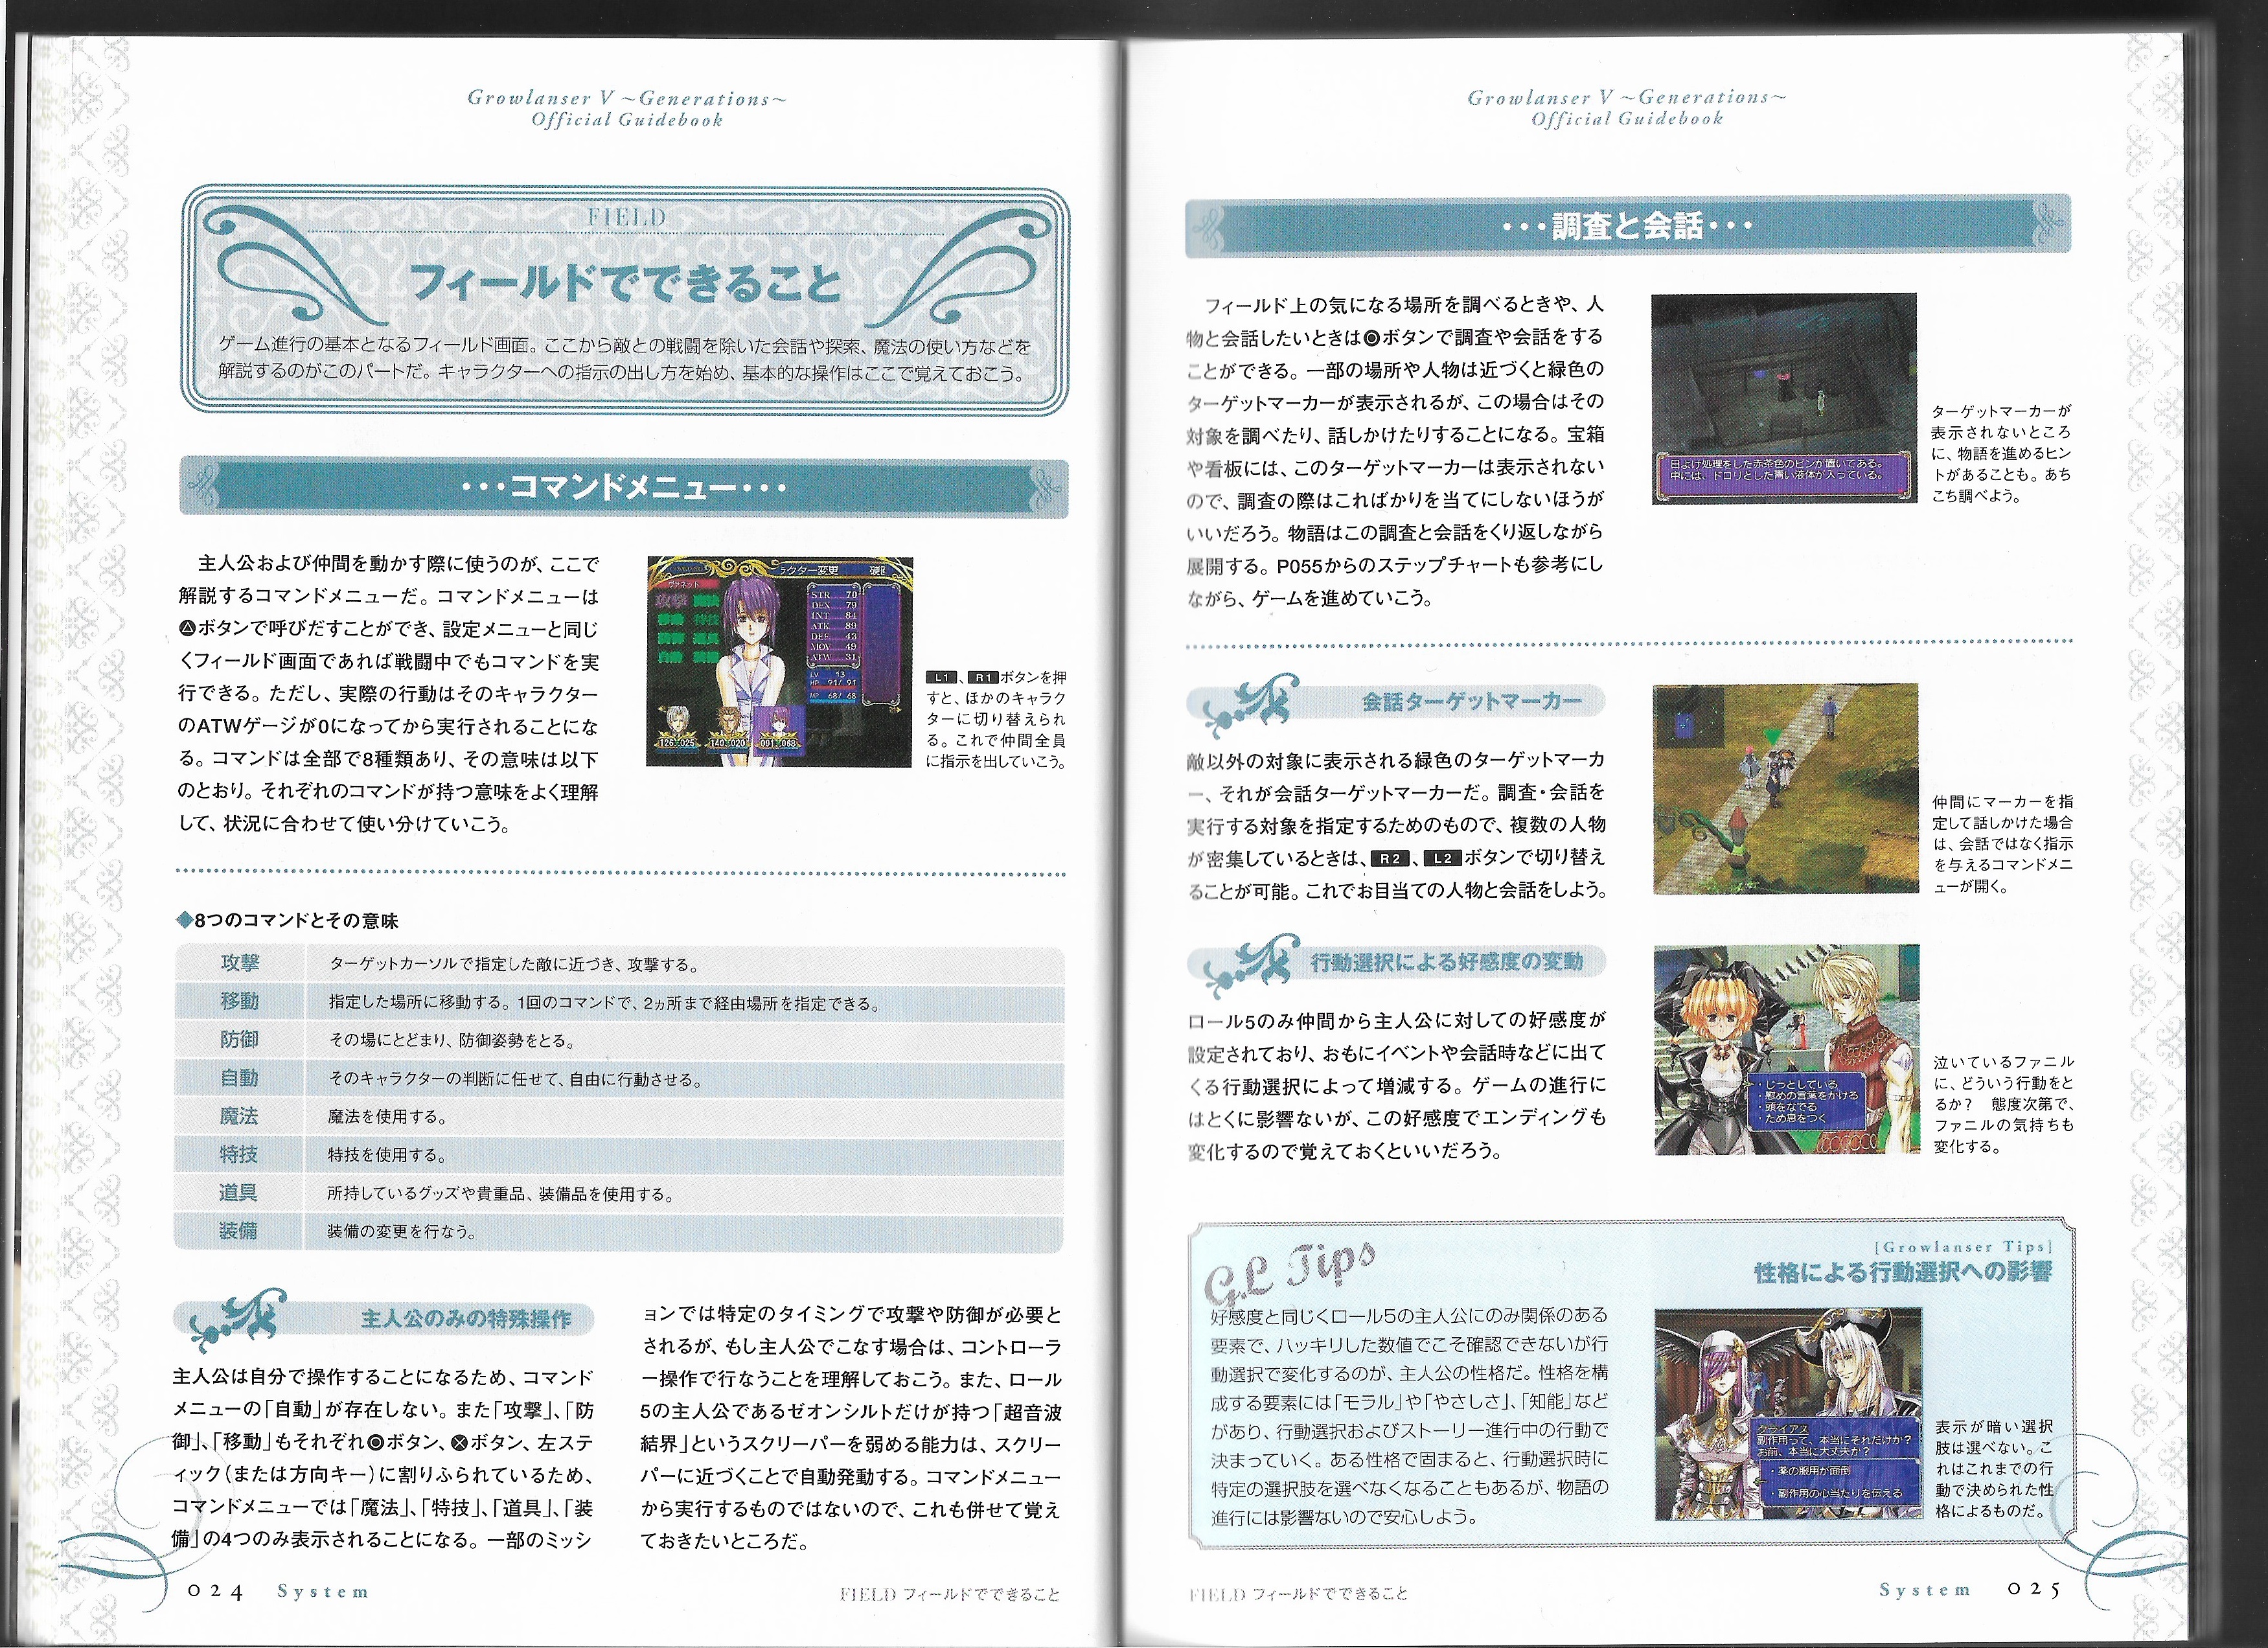 Growlanser V ~Generations~
Official Guidebook
FIELD
フィールドでできること
ゲーム進行の基本となるフィールド画面。ここから敵との戦闘を除いた会話や探索、魔法の使い方などを
解説するのがこのパートだ。キャラクターへの指示の出し方を始め、基本的な操作はここで覚えておこう。
･･･コマンドメニュー･･･
主人公および仲間を動かす際に使うのが、ここで
解説するコマンドメニューだ。コマンドメニューは
△ボタンで呼びだすことができ、設定メニューと同じ
くフィールド画面であれば戦闘中でもコマンドを実
行できる。ただし、実際の行動はそのキャラクター
のATWゲージが0になってから実行されることにな
る。コマンドは全部で8種類あり、その意味は以下
のとおり。それぞれのコマンドが持つ意味をよく理解
して、状況に合わせて使い分けていこう。
COMMAND
ラクター変更
ヴァネット
攻撃 魔法
移動 特技
防御 道具
自動 装備
STR 70
DEX 79
INT 84
ATK 89
DEF 43
MOV 49
ATW 31
LV 13
HP 91/ 91
MP 68/ 68
126:025
140:020
091:068
L1、R1ボタンを押
すと、ほかのキャラク
ターに切り替えられ
る。これで仲間全員
に指示を出していこう。
◆8つのコマンドとその意味
攻撃 ターゲットカーソルで指定した敵に近づき、攻撃する。
移動 指定した場所に移動する。1回のコマンドで、2ヵ所まで経由場所を指定できる。
防御 その場にとどまり、防御姿勢をとる。
自動 そのキャラクターの判断に任せて、自由に行動させる。
魔法 魔法を使用する。
特技 特技を使用する。
道具 所持しているグッズや貴重品、装備品を使用する。
装備 装備の変更を行なう。
主人公のみの特殊操作
主人公は自分で操作することになるため、コマンド
メニューの「自動」が存在しない。また「攻撃」、「防
御」、「移動」もそれぞれ○ボタン、×ボタン、左ステ
ィック（または方向キー）に割りふられているため、
コマンドメニューでは「魔法」、「特技」、「道具」、「装
備」の4つのみ表示されることになる。一部のミッシ
ョンでは特定のタイミングで攻撃や防御が必要と
されるが、もし主人公でこなす場合は、コントローラ
ー操作で行なうことを理解しておこう。また、ロール
5の主人公であるゼオンシルトだけが持つ「超音波
結界」というスクリーパーを弱める能力は、スクリー
パーに近づくことで自動発動する。コマンドメニュー
から実行するものではないので、これも併せて覚え
ておきたいところだ。
024 System
FIELD フィールドでできること
Growlanser V ~Generations~
Official Guidebook
･･･調査と会話･･･
フィールド上の気になる場所を調べるときや、人
物と会話したいときは○ボタンで調査や会話をする
ことができる。一部の場所や人物は近づくと緑色の
ターゲットマーカーが表示されるが、この場合はその
対象を調べたり、話しかけたりすることになる。宝箱
や看板には、このターゲットマーカーは表示されない
ので、調査の際はこればかりを当てにしないほうが
いいだろう。物語はこの調査と会話をくり返しながら
展開する。P055からのステップチャートも参考にし
ながら、ゲームを進めていこう。
日よけ処理をした赤茶色のビンが置いてある。
中には、ドロリとした青い液体が入っている。
ターゲットマーカーが
表示されないところ
に、物語を進めるヒン
トがあることも。あち
こち調べよう。
会話ターゲットマーカー
敵以外の対象に表示される緑色のターゲットマーカ
ー、それが会話ターゲットマーカーだ。調査・会話を
実行する対象を指定するためのもので、複数の人物
が密集しているときは、R2、L2ボタンで切り替え
ることが可能。これでお目当ての人物と会話をしよう。
仲間にマーカーを指
定して話しかけた場合
は、会話ではなく指示
を与えるコマンドメニ
ューが開く。
行動選択による好感度の変動
ロール5のみ仲間から主人公に対しての好感度が
設定されており、おもにイベントや会話時などに出て
くる行動選択によって増減する。ゲームの進行に
はとくに影響ないが、この好感度でエンディングも
変化するので覚えておくといいだろう。
・じっとしている
・慰めの言葉をかける
・頭をなでる
・ため息をつく
泣いているファニル
に、どういう行動をと
るか？ 態度次第で、
ファニルの気持ちも
変化する。
G.L Tips
[Growlanser Tips]
性格による行動選択への影響
好感度と同じくロール5の主人公にのみ関係のある
要素で、ハッキリした数値でこそ確認できないが行
動選択で変化するのが、主人公の性格だ。性格を構
成する要素には「モラル」や「やさしさ」、「知能」など
があり、行動選択およびストーリー進行中の行動で
決まっていく。ある性格で固まると、行動選択時に
特定の選択肢を選べなくなることもあるが、物語の
進行には影響ないので安心しよう。
クライアス
副作用って、本当にそれだけか？
お前、本当に大丈夫か？
・薬の服用が面倒
・副作用の心当たりを伝える
表示が暗い選択
肢は選べない。こ
れはこれまでの行
動で決められた性
格によるものだ。
FIELD フィールドでできること
System 025